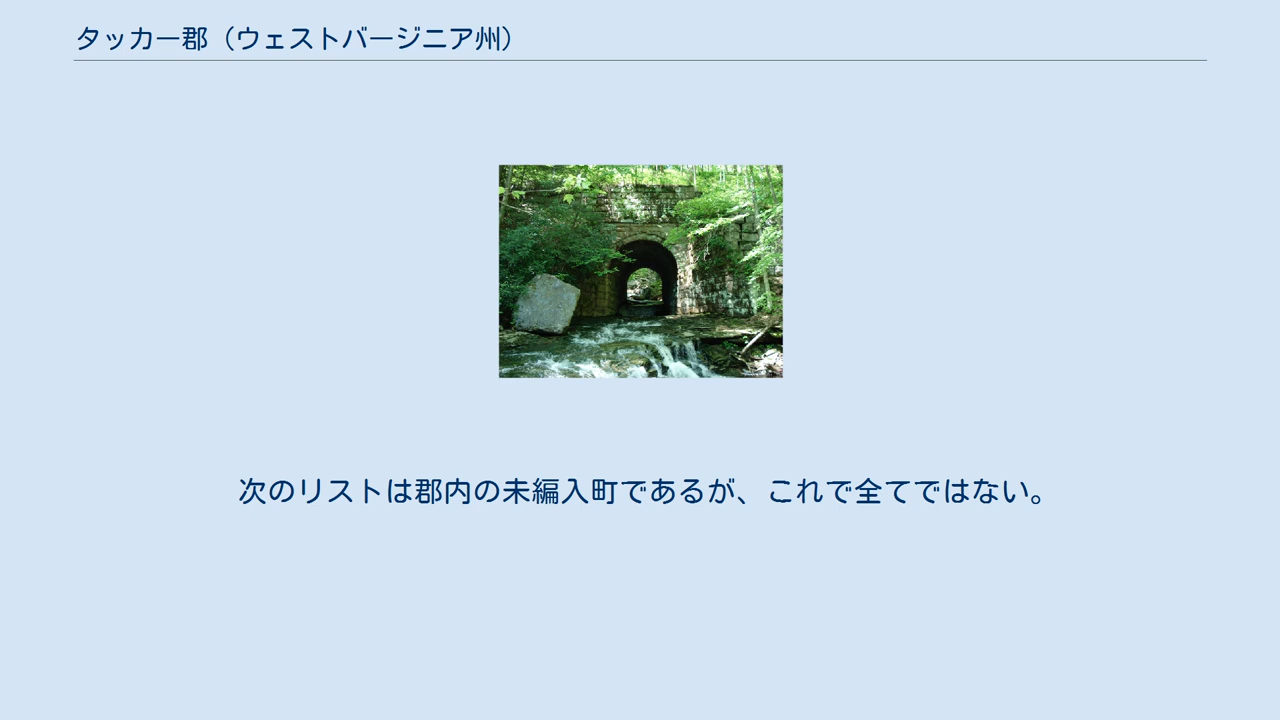 タッカー郡（ウェストバージニア州）
次のリストは郡内の未編入町であるが、これで全てではない。